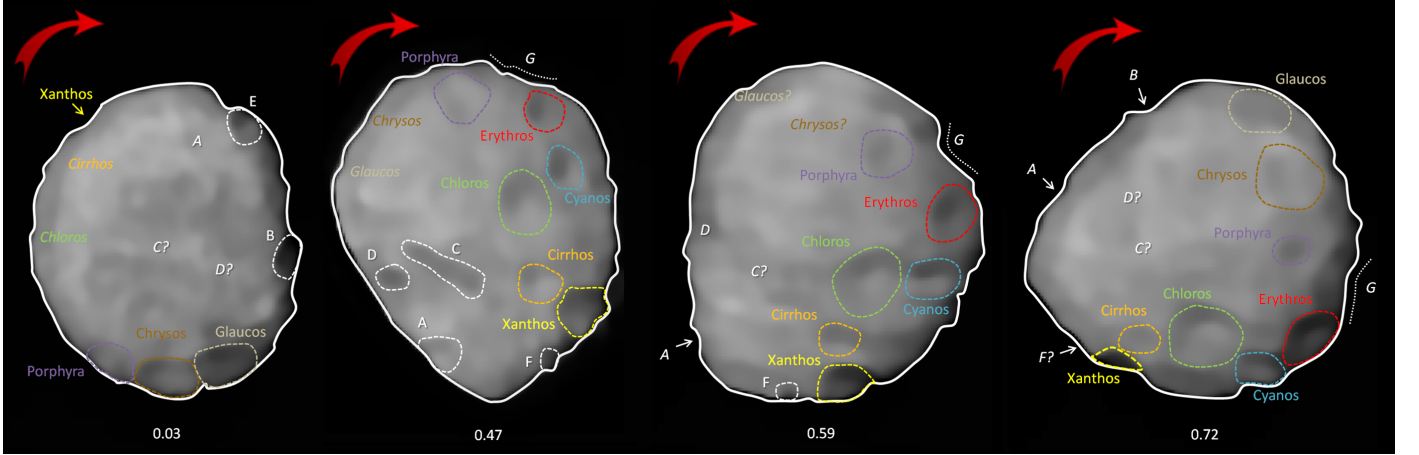 Xanthos
E
A
Cirrhos
Chloros
C?
B
D?
Chrysos
Glaucos
Porphyra
0.03
Porphyra
G
Chrysos
Erythros
Glaucos
Chloros
Cyanos
D
C
Cirrhos
A
Xanthos
F
0.47
Glaucos?
Chrysos?
G
Porphyra
Erythros
D
Chloros
C?
Cyanos
Cirrhos
A
Xanthos
F
0.59
B
Glaucos
A
Chrysos
D?
Porphyra
C?
G
Cirrhos
Chloros
Erythros
F?
Xanthos
Cyanos
0.72